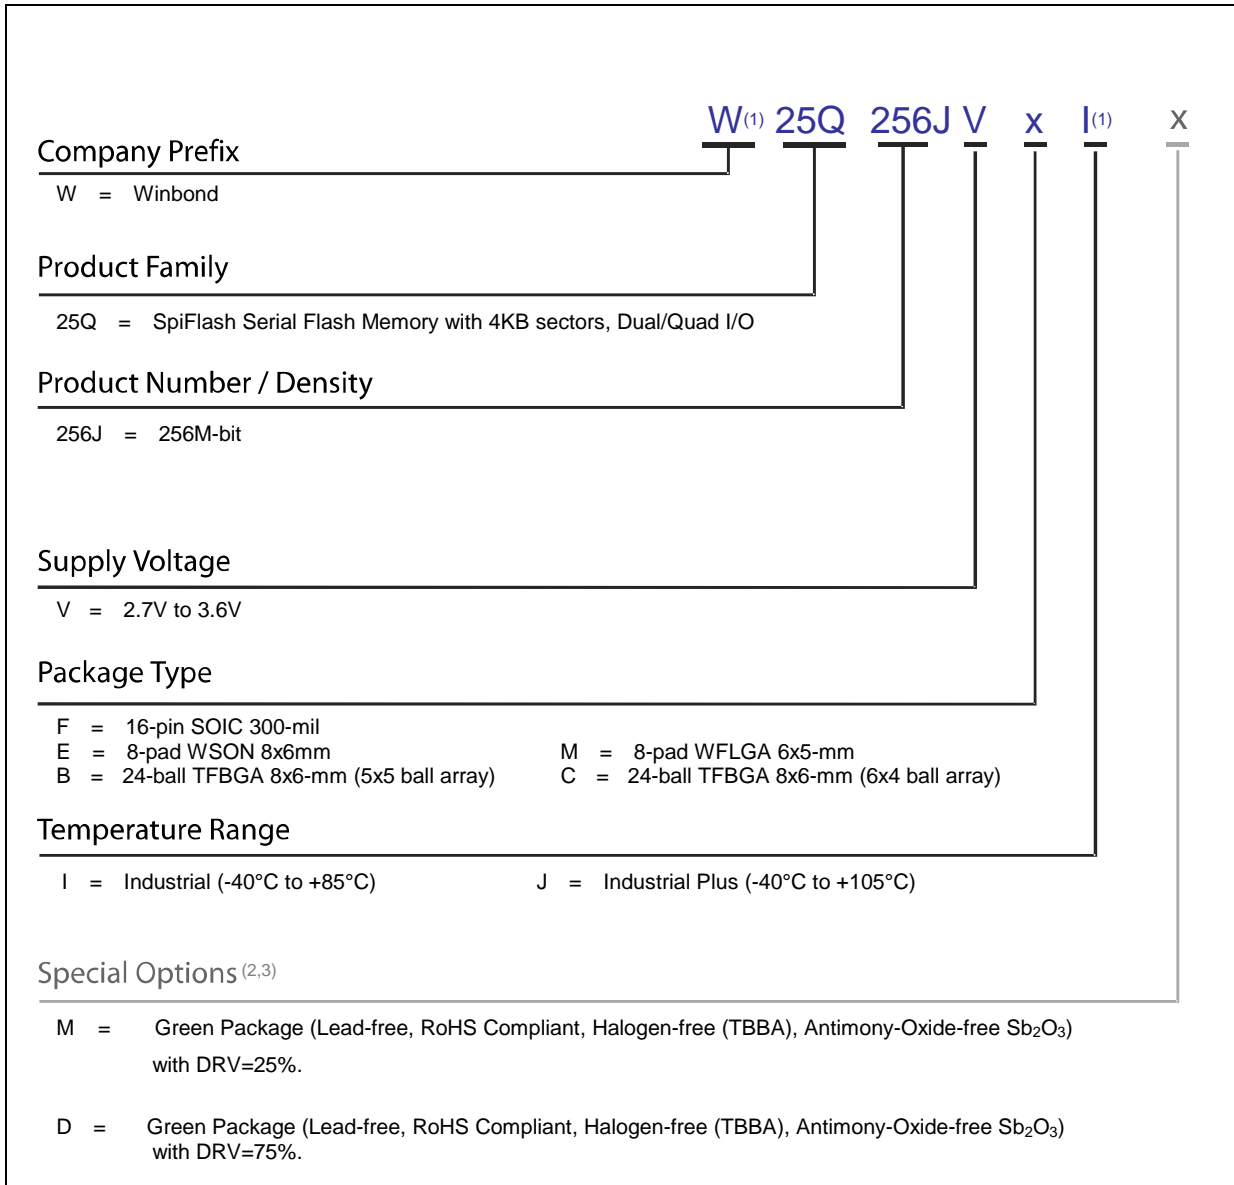 W(1) 25Q 256J V x I(1) x
Company Prefix
W = Winbond
Product Family
25Q = SpiFlash Serial Flash Memory with 4KB sectors, Dual/Quad I/O
Product Number / Density
256J = 256M-bit
Supply Voltage
V = 2.7V to 3.6V
Package Type
F = 16-pin SOIC 300-mil
E = 8-pad WSON 8x6mm M = 8-pad WFLGA 6x5-mm
B = 24-ball TFBGA 8x6-mm (5x5 ball array) C = 24-ball TFBGA 8x6-mm (6x4 ball array)
Temperature Range
I = Industrial (-40°C to +85°C) J = Industrial Plus (-40°C to +105°C)
Special Options (2,3)
M = Green Package (Lead-free, RoHS Compliant, Halogen-free (TBBA), Antimony-Oxide-free Sb₂O₃)
with DRV=25%.
D = Green Package (Lead-free, RoHS Compliant, Halogen-free (TBBA), Antimony-Oxide-free Sb₂O₃)
with DRV=75%.